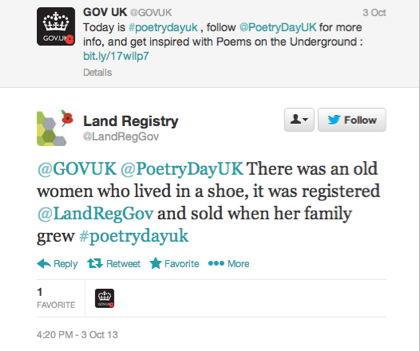 GOV UK @GOVUK 3 Oct
Today is #poetrydayuk , follow @PoetryDayUK for more
info, and get inspired with Poems on the Underground :
bit.ly/17wllp7
Details
GOV.UK
Land Registry
@LandRegGov
Follow
@GOVUK @PoetryDayUK There was an old
women who lived in a shoe, it was registered
@LandRegGov and sold when her family
grew #poetrydayuk
Reply Retweet Favorite More
1
FAVORITE
4:20 PM - 3 Oct 13